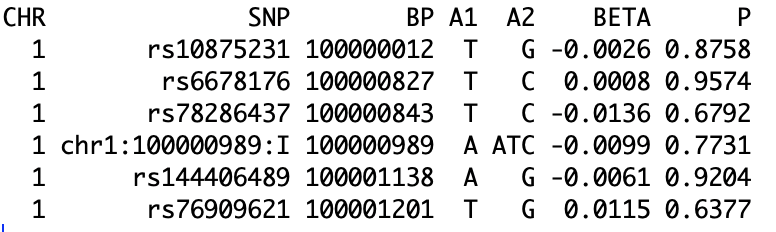 CHR SNP BP A1 A2 BETA P
1 rs10875231 100000012 T G -0.0026 0.8758
1 rs6678176 100000827 T C 0.0008 0.9574
1 rs78286437 100000843 T C -0.0136 0.6792
1 chr1:100000989:I 100000989 A ATC -0.0099 0.7731
1 rs144406489 100001138 A G -0.0061 0.9204
1 rs76909621 100001201 T G 0.0115 0.6377